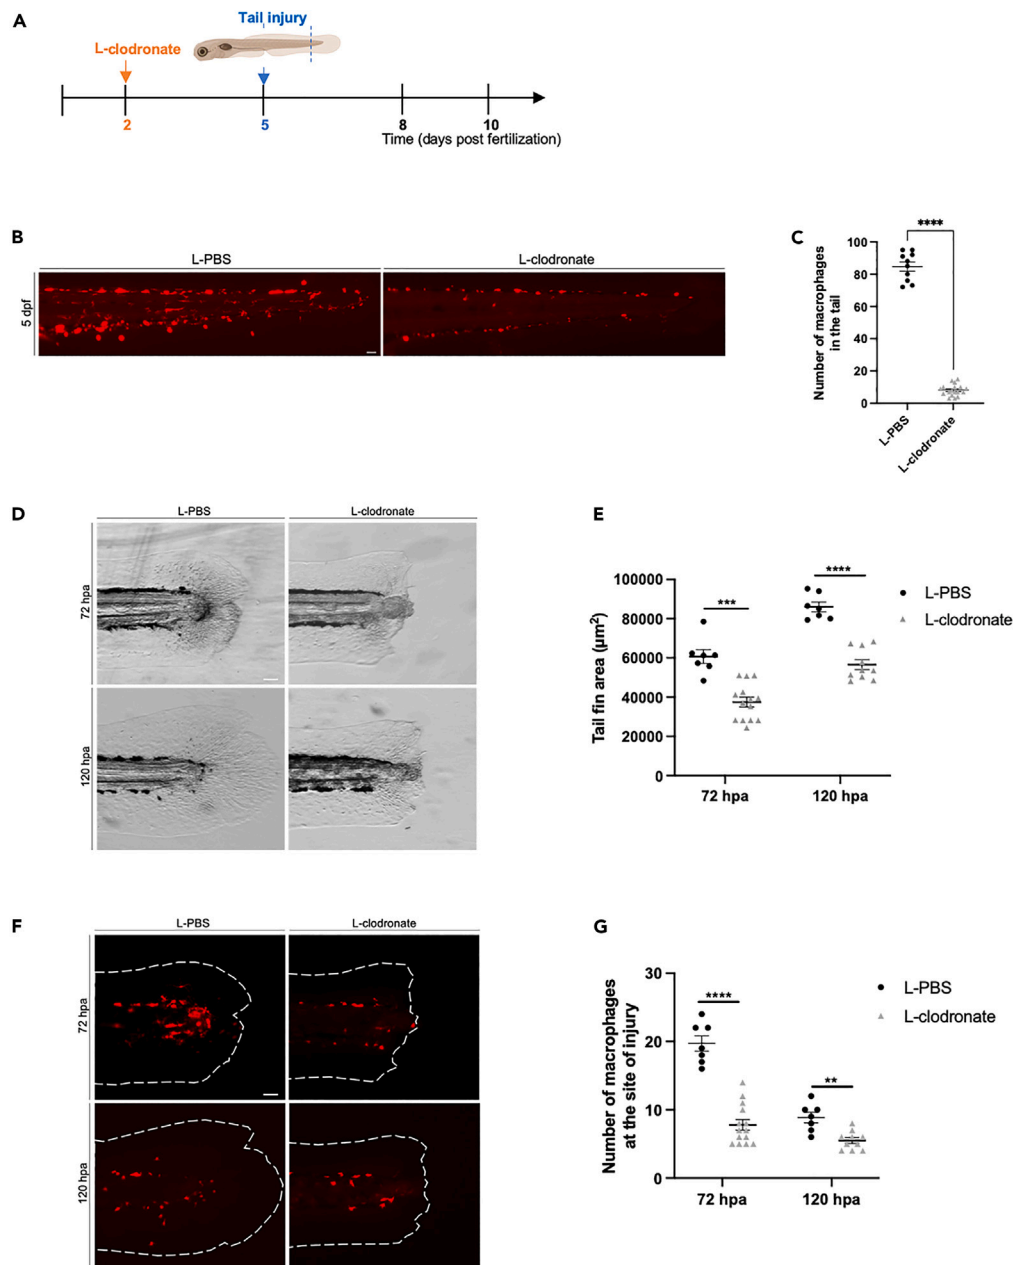 A
Tail injury
L-clodronate
2
5
8
10
Time (days post fertilization)
B
L-PBS
L-clodronate
5 dpf
C
****
Number of macrophages
in the tail
100
80
60
40
20
0
L-PBS
L-clodronate
D
L-PBS
L-clodronate
72 hpa
120 hpa
E
Tail fin area (µm²)
100000
80000
60000
40000
20000
0
***
****
72 hpa
120 hpa
L-PBS
L-clodronate
F
L-PBS
L-clodronate
72 hpa
120 hpa
G
Number of macrophages
at the site of injury
30
20
10
0
****
**
72 hpa
120 hpa
L-PBS
L-clodronate